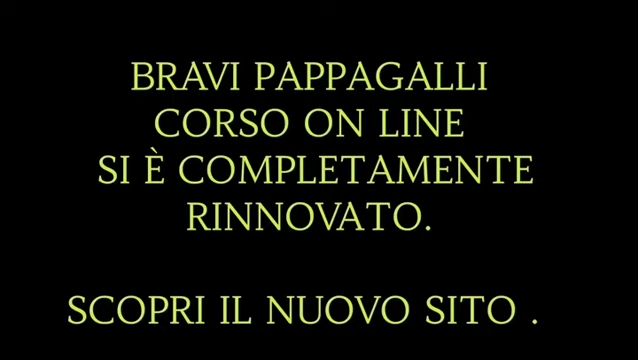 BRAVI PAPPAGALLI
CORSO ON LINE
SI È COMPLETAMENTE
RINNOVATO.
SCOPRI IL NUOVO SITO .